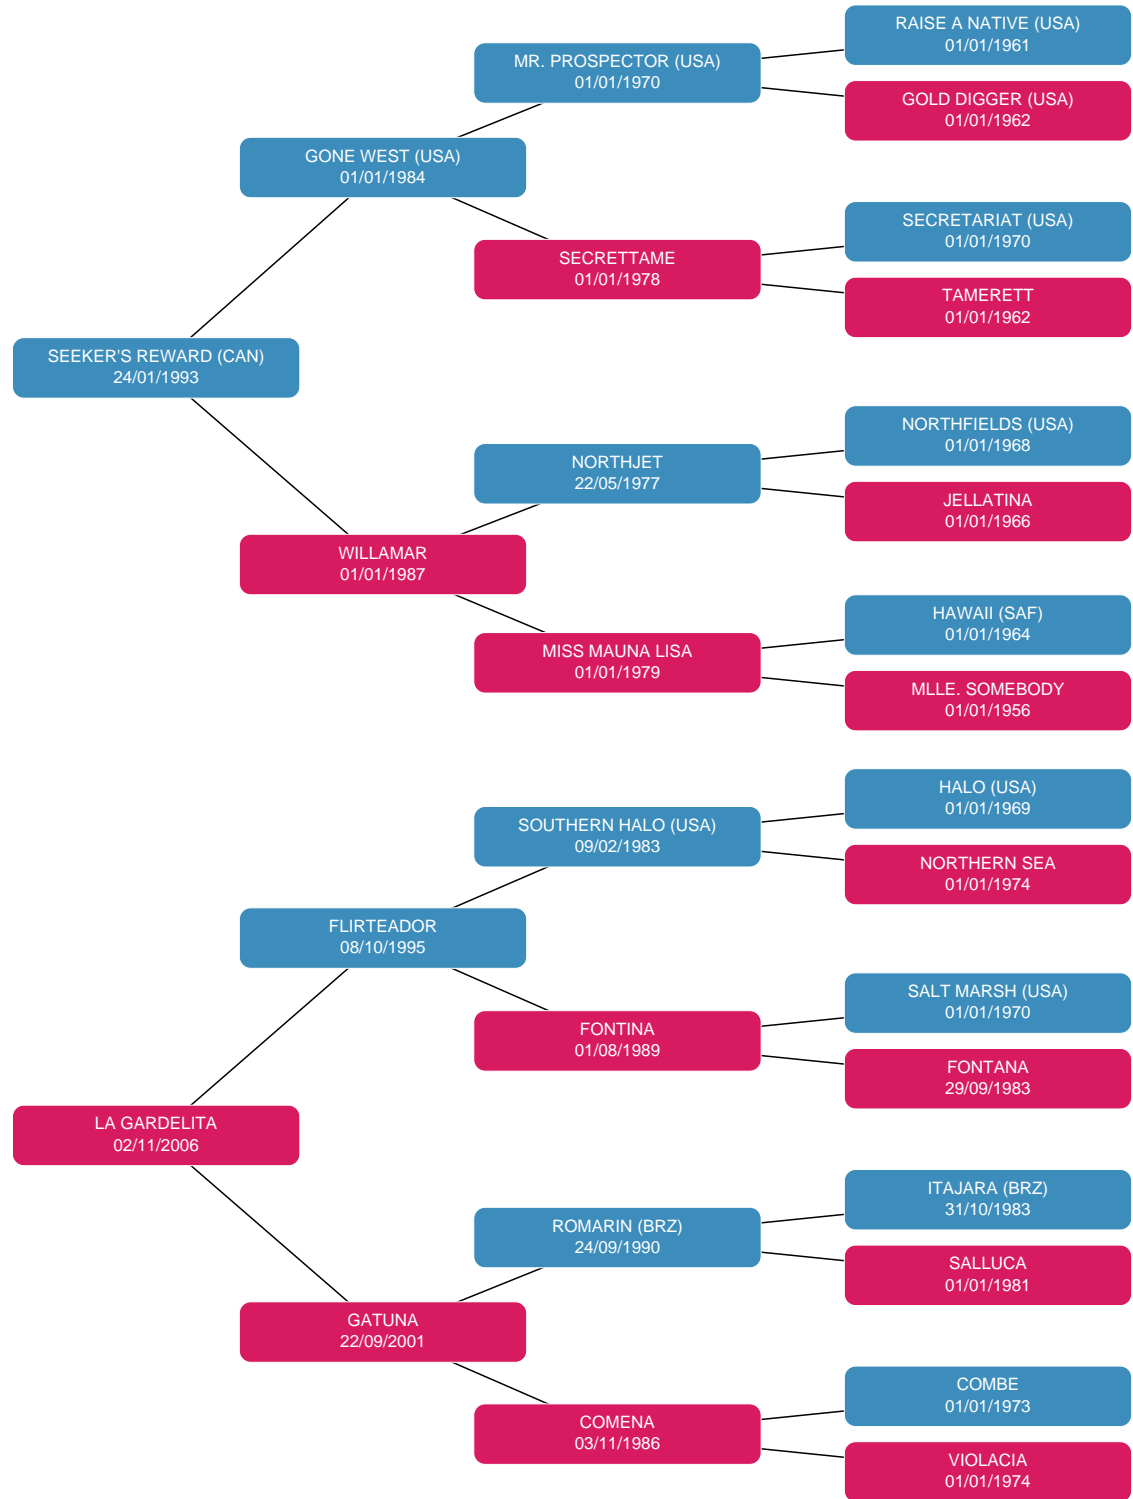 RAISE A NATIVE (USA)
01/01/1961
MR. PROSPECTOR (USA)
01/01/1970
GOLD DIGGER (USA)
01/01/1962
GONE WEST (USA)
01/01/1984
SECRETARIAT (USA)
01/01/1970
SECRETTAME
01/01/1978
TAMERETT
01/01/1962
SEEKER'S REWARD (CAN)
24/01/1993
NORTHFIELDS (USA)
01/01/1968
NORTHJET
22/05/1977
JELLATINA
01/01/1966
WILLAMAR
01/01/1987
HAWAII (SAF)
01/01/1964
MISS MAUNA LISA
01/01/1979
MLLE. SOMEBODY
01/01/1956
HALO (USA)
01/01/1969
SOUTHERN HALO (USA)
09/02/1983
NORTHERN SEA
01/01/1974
FLIRTEADOR
08/10/1995
SALT MARSH (USA)
01/01/1970
FONTINA
01/08/1989
FONTANA
29/09/1983
LA GARDELITA
02/11/2006
ITAJARA (BRZ)
31/10/1983
ROMARIN (BRZ)
24/09/1990
SALLUCA
01/01/1981
GATUNA
22/09/2001
COMBE
01/01/1973
COMENA
03/11/1986
VIOLACIA
01/01/1974